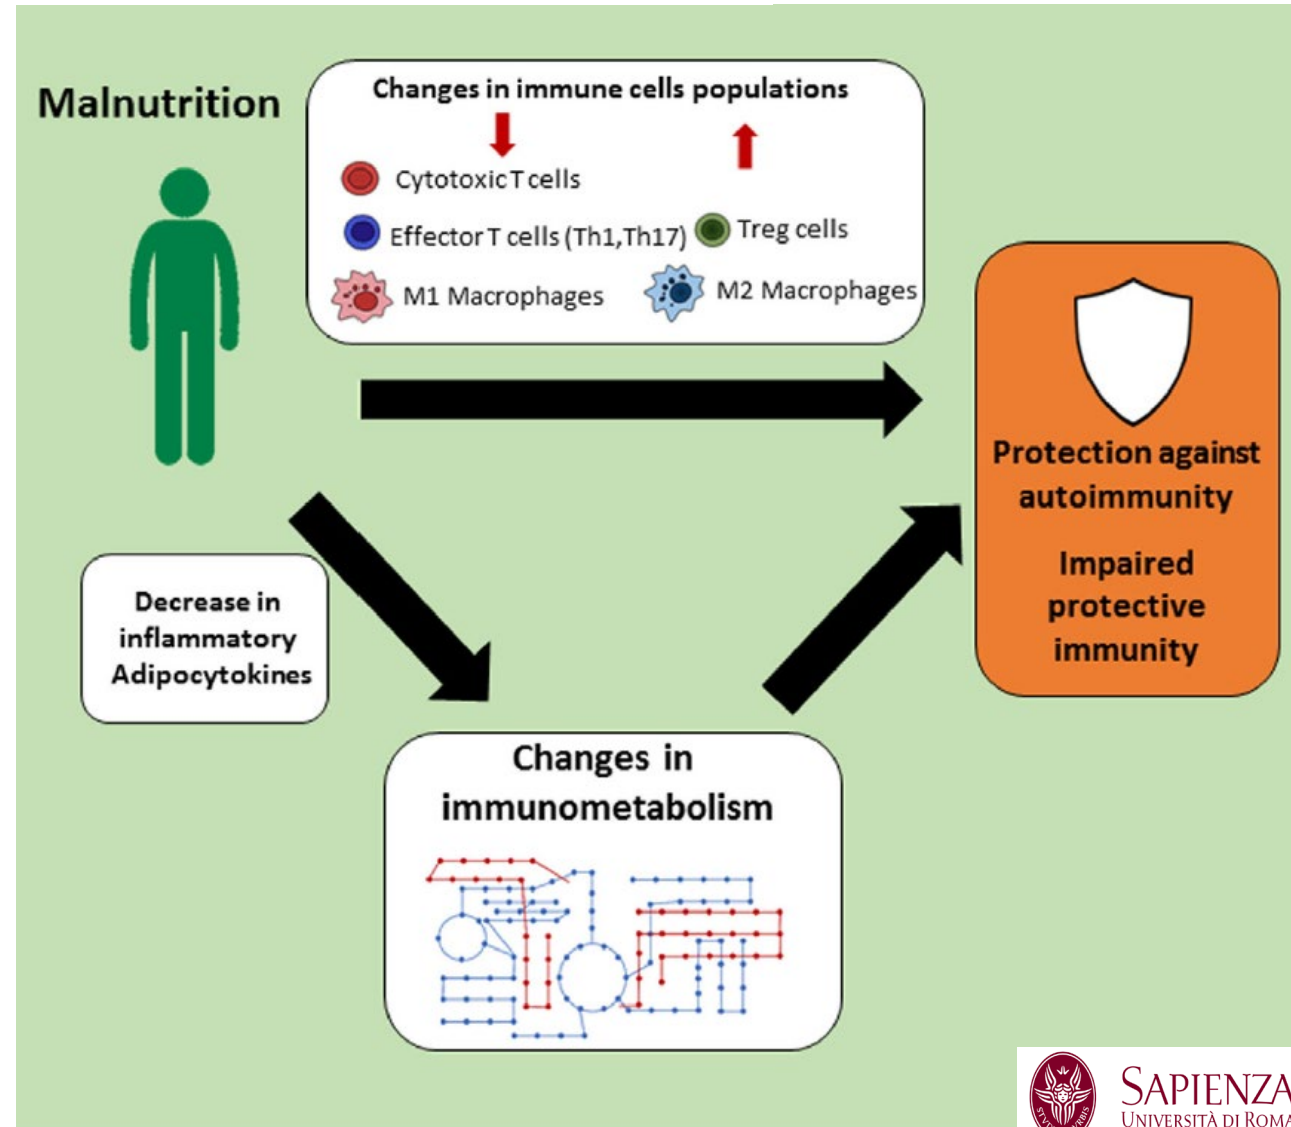 Malnutrition
Changes in immune cells populations
Cytotoxic T cells
Effector T cells (Th1,Th17)
Treg cells
M1 Macrophages
M2 Macrophages
Protection against
autoimmunity
Impaired
protective
immunity
Decrease in
inflammatory
Adipocytokines
Changes in
immunometabolism
SAPIENZA
UNIVERSITÀ DI ROMA